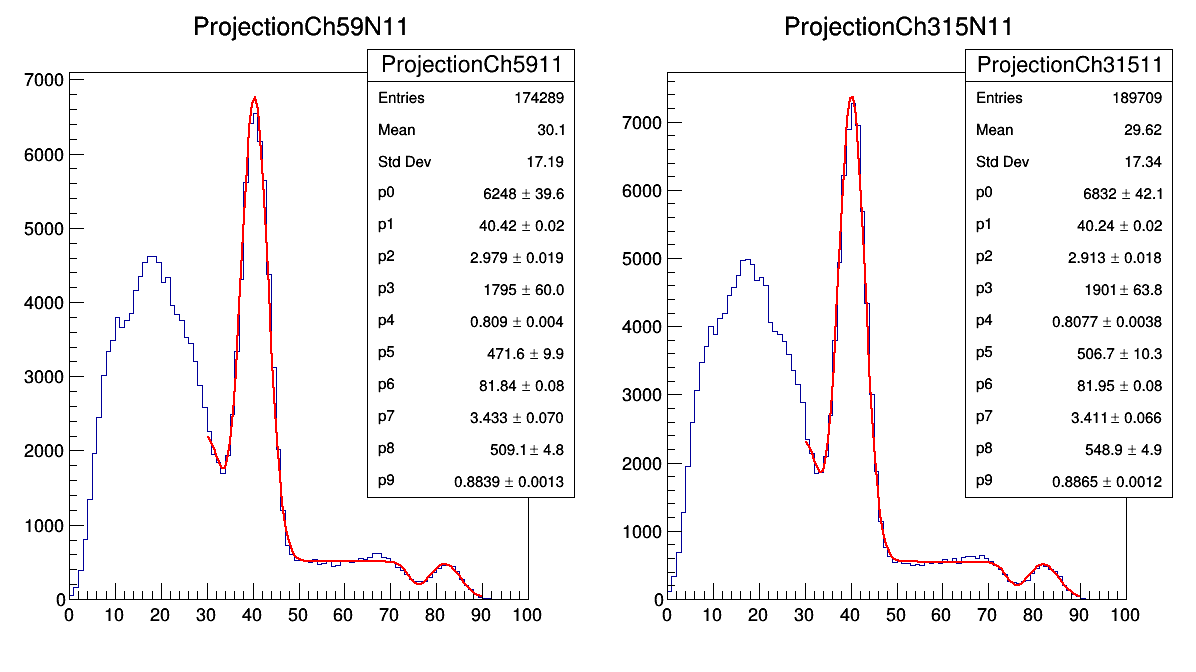 ProjectionCh59N11
ProjectionCh5911
Entries 174289
Mean 30.1
Std Dev 17.19
p0 6248 ± 39.6
p1 40.42 ± 0.02
p2 2.979 ± 0.019
p3 1795 ± 60.0
p4 0.809 ± 0.004
p5 471.6 ± 9.9
p6 81.84 ± 0.08
p7 3.433 ± 0.070
p8 509.1 ± 4.8
p9 0.8839 ± 0.0013
7000
6000
5000
4000
3000
2000
1000
0
0 10 20 30 40 50 60 70 80 90 100
ProjectionCh315N11
ProjectionCh31511
Entries 189709
Mean 29.62
Std Dev 17.34
p0 6832 ± 42.1
p1 40.24 ± 0.02
p2 2.913 ± 0.018
p3 1901 ± 63.8
p4 0.8077 ± 0.0038
p5 506.7 ± 10.3
p6 81.95 ± 0.08
p7 3.411 ± 0.066
p8 548.9 ± 4.9
p9 0.8865 ± 0.0012
7000
6000
5000
4000
3000
2000
1000
0
0 10 20 30 40 50 60 70 80 90 100